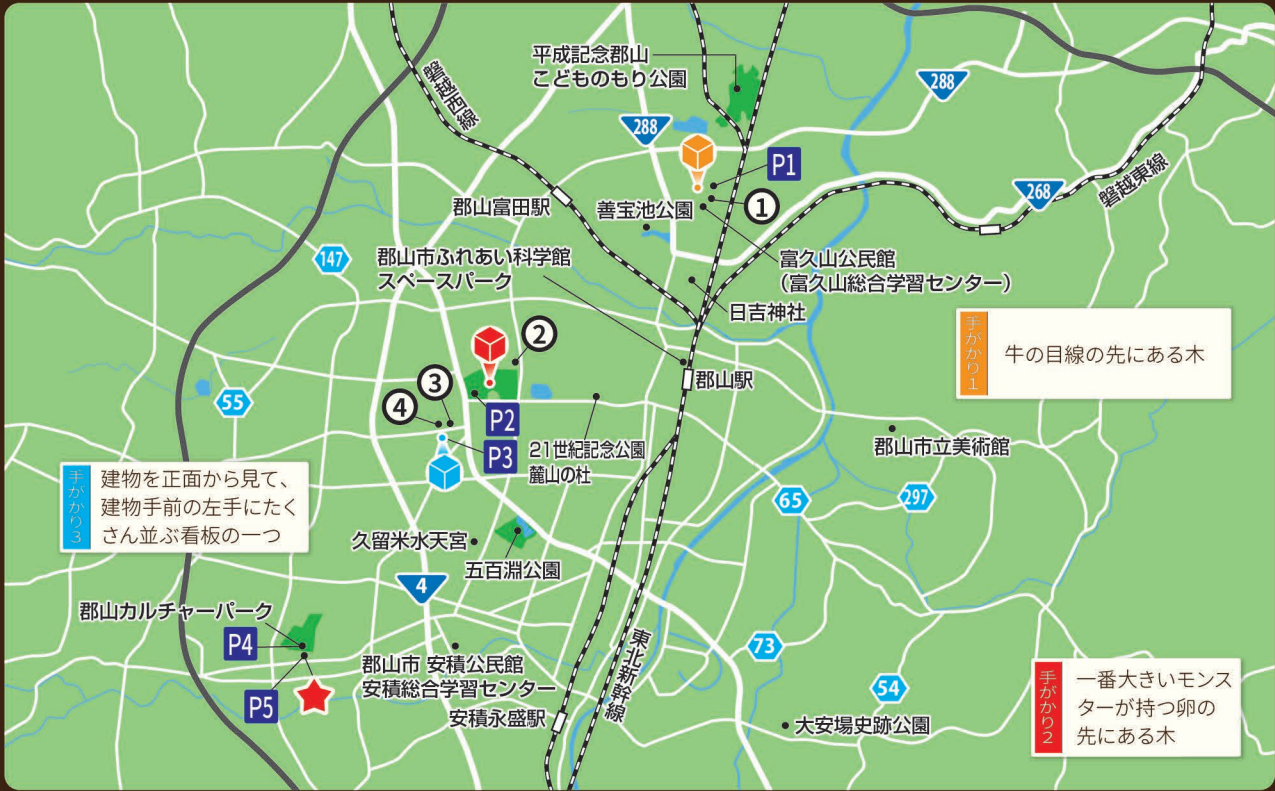 平成記念郡山
こどものもり公園
磐越西線
288
288
P1
①
268
磐越東線
郡山富田駅
善宝池公園
富久山公民館
（富久山総合学習センター）
147
郡山市ふれあい科学館
スペースパーク
日吉神社
手がかり1
牛の目線の先にある木
②
郡山駅
③
④
55
P2
P3
21世紀記念公園
麓山の杜
郡山市立美術館
手がかり3
建物を正面から見て、
建物手前の左手にたく
さん並ぶ看板の一つ
65
297
久留米水天宮
五百淵公園
4
郡山カルチャーパーク
P4
P5
郡山市 安積公民館
安積総合学習センター
安積永盛駅
東北新幹線
73
54
大安場史跡公園
手がかり2
一番大きいモンス
ターが持つ卵の
先にある木